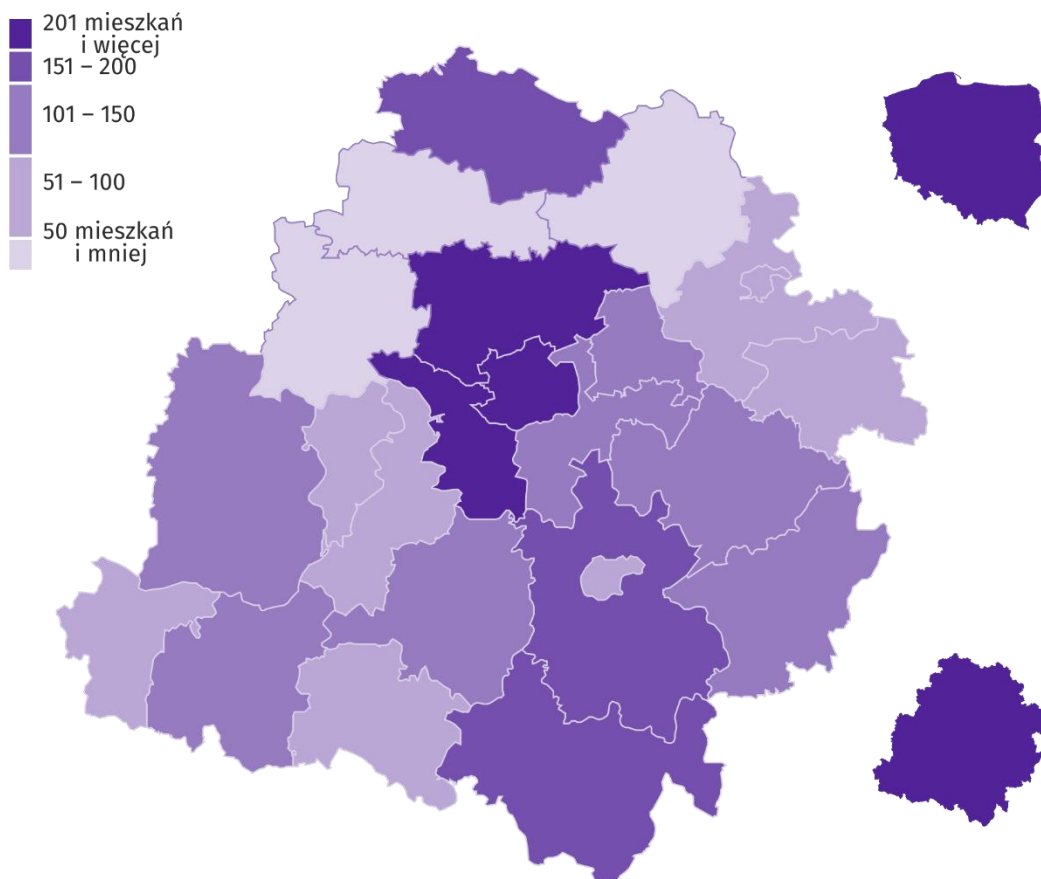 201 mieszkań
i więcej
151 – 200
101 – 150
51 – 100
50 mieszkań
i mniej